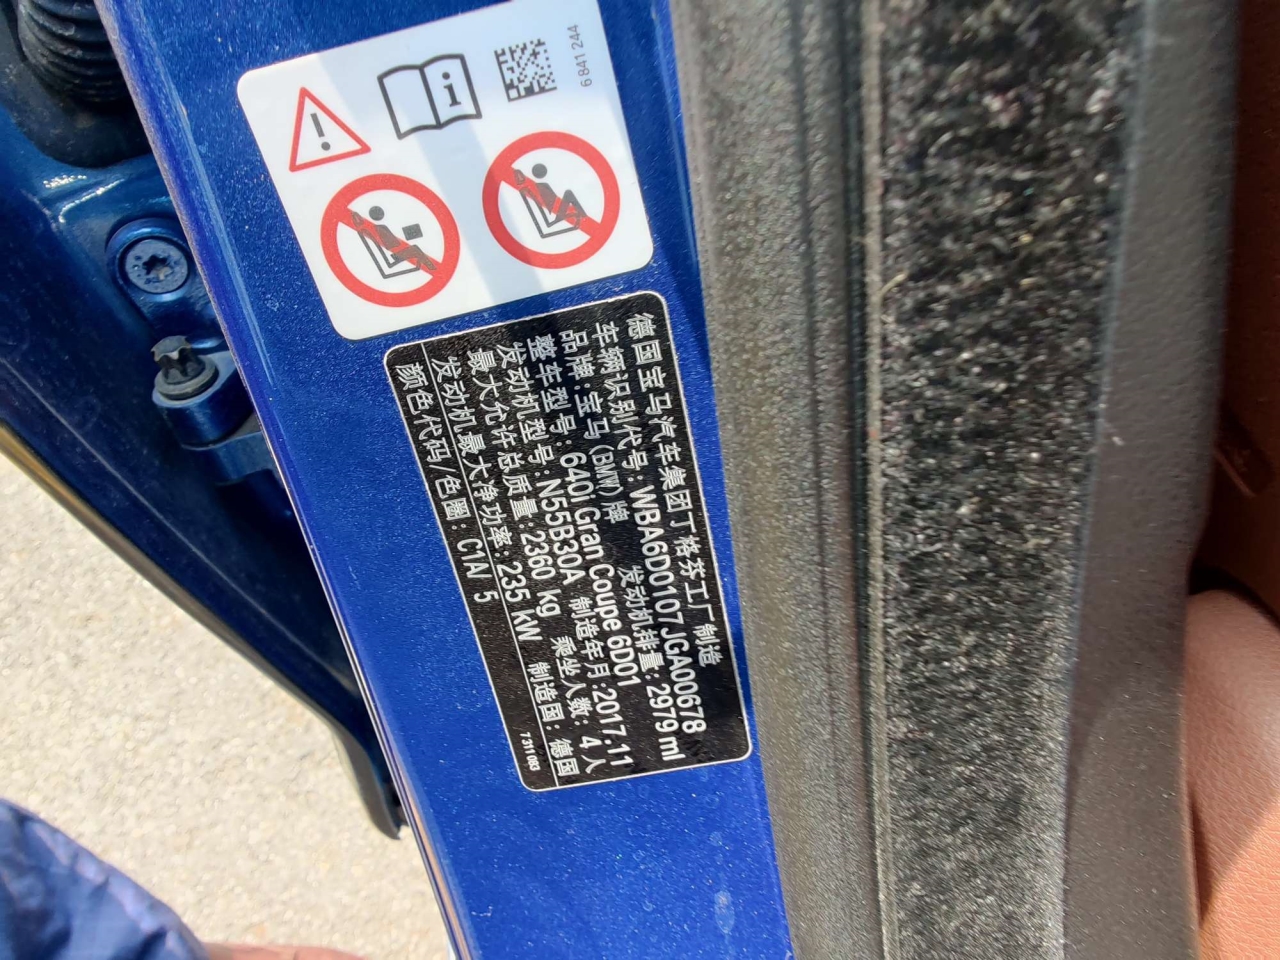 6 841 244
德国宝马汽车集团丁格芬工厂制造
车辆识别代号:WBA6D0107JGA00678
品牌:宝马(BMW)牌 发动机排量:2979 ml
整车型号:640i Gran Coupe 6D01
发动机型号:N55B30A 制造年月:2017.11
最大允许总质量:2360 kg 乘坐人数:4人
发动机最大净功率:235 kW 制造国:德国
颜色代码/色圈:C1A/ 5
7 311 083